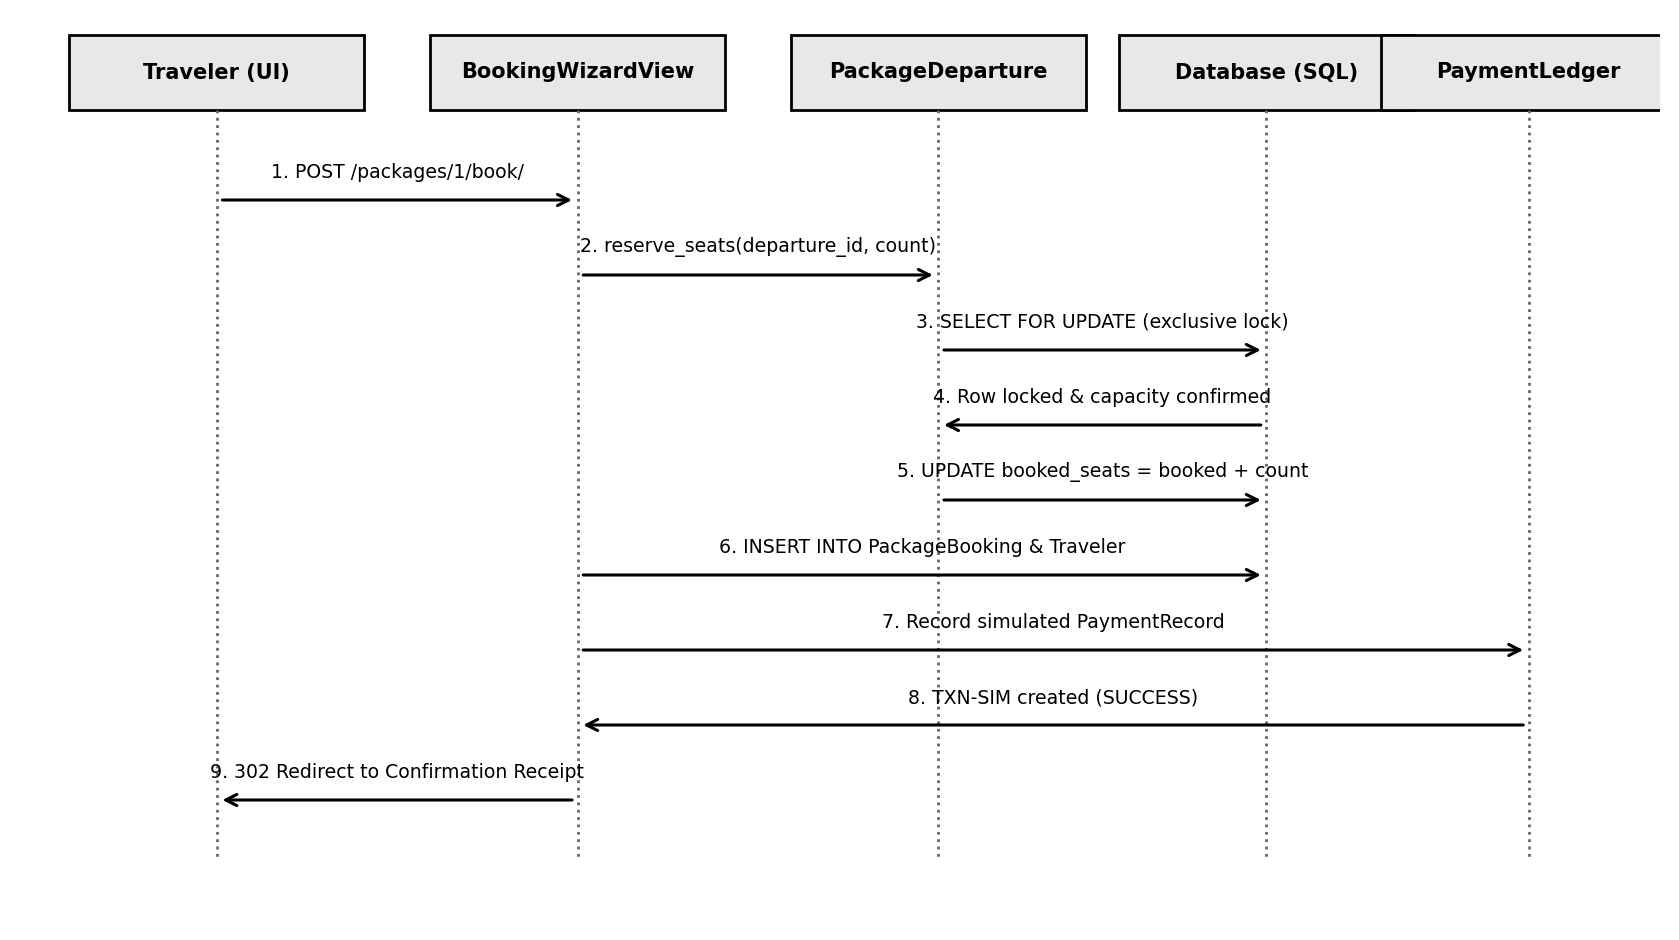 Traveler (UI)
BookingWizardView
PackageDeparture
Database (SQL)
PaymentLedger
1. POST /packages/1/book/
2. reserve_seats(departure_id, count)
3. SELECT FOR UPDATE (exclusive lock)
4. Row locked & capacity confirmed
5. UPDATE booked_seats = booked + count
6. INSERT INTO PackageBooking & Traveler
7. Record simulated PaymentRecord
8. TXN-SIM created (SUCCESS)
9. 302 Redirect to Confirmation Receipt